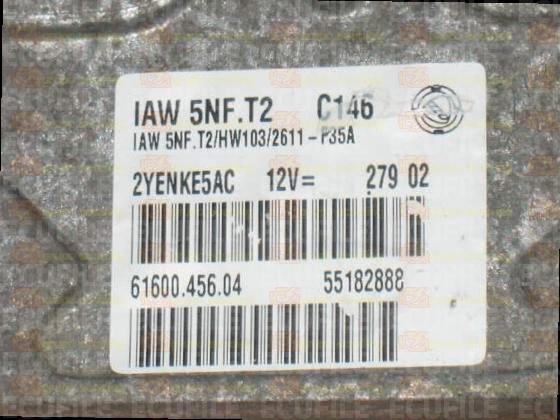 IAW 5NF.T2 C146
IAW 5NF.T2/HW103/2611-P35A
2YENKE5AC 12V= 279 02
61600.456.04 55182888